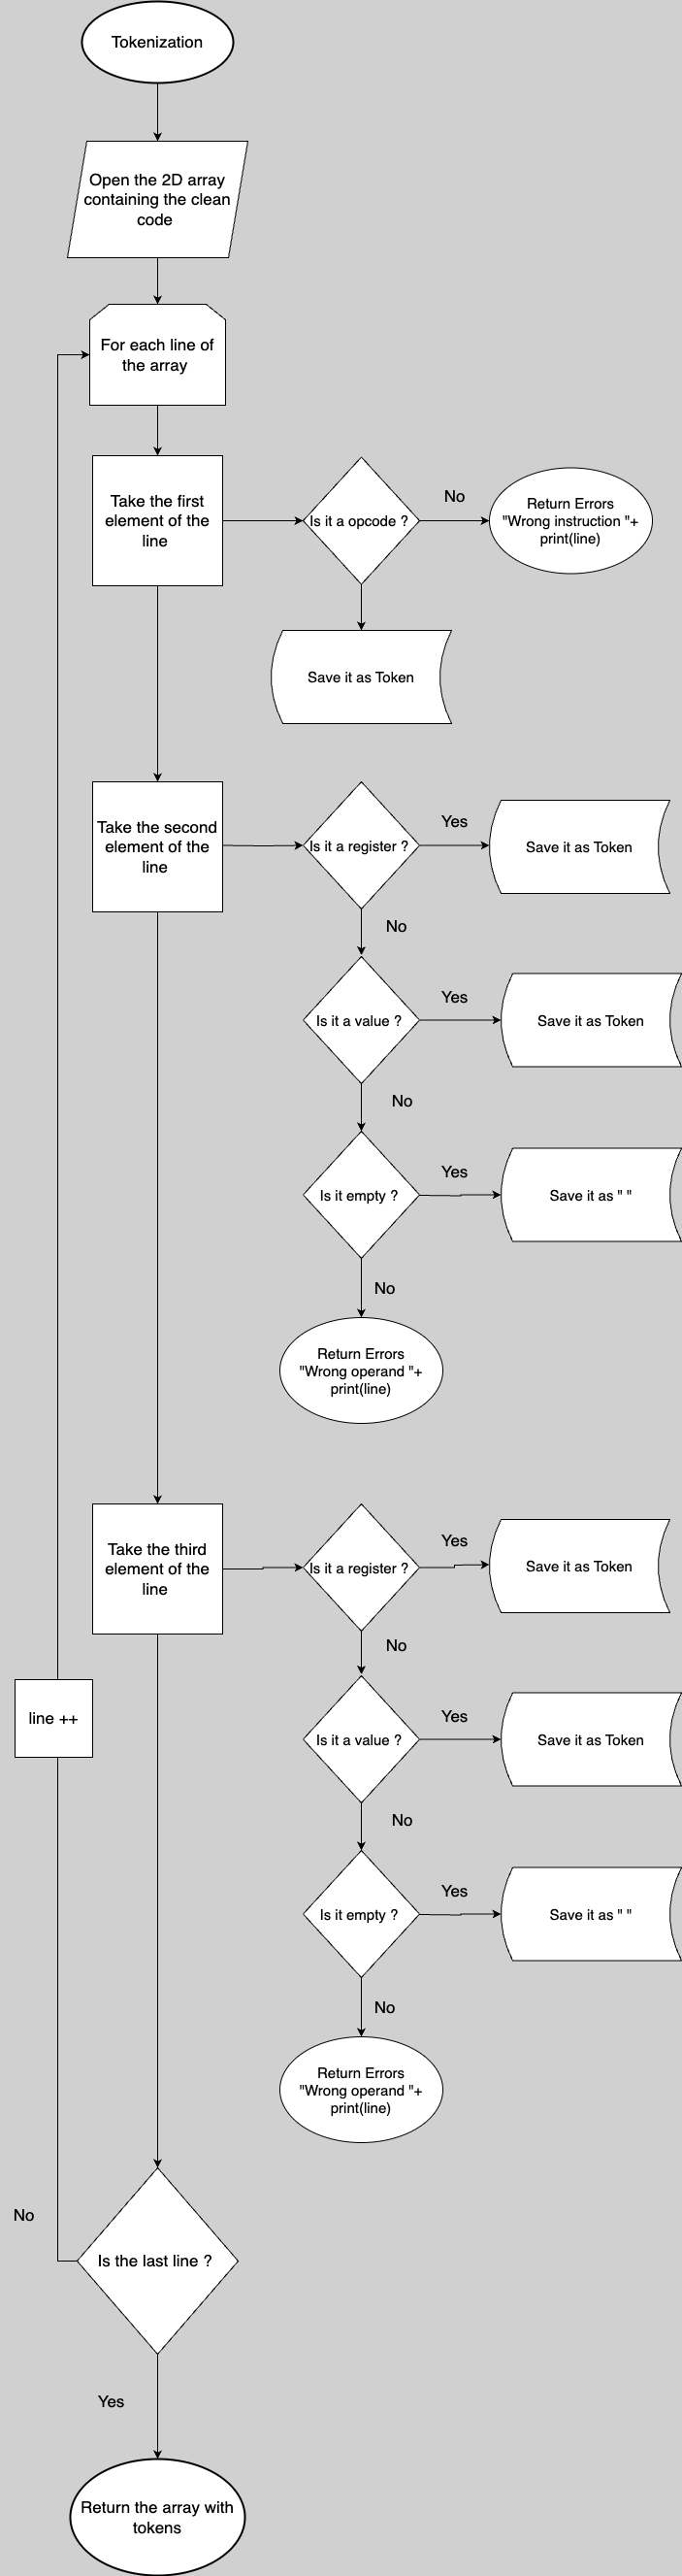 Tokenization
Open the 2D array
containing the clean
code
For each line of
the array
Take the first
element of the
line
Is it a opcode ?
No
Return Errors
"Wrong instruction "+
print(line)
Save it as Token
Take the second
element of the
line
Is it a register ?
Yes
Save it as Token
No
Is it a value ?
Yes
Save it as Token
No
Is it empty ?
Yes
Save it as " "
No
Return Errors
"Wrong operand "+
print(line)
Take the third
element of the
line
Is it a register ?
Yes
Save it as Token
No
line ++
Is it a value ?
Yes
Save it as Token
No
Is it empty ?
Yes
Save it as " "
No
Return Errors
"Wrong operand "+
print(line)
No
Is the last line ?
Yes
Return the array with
tokens